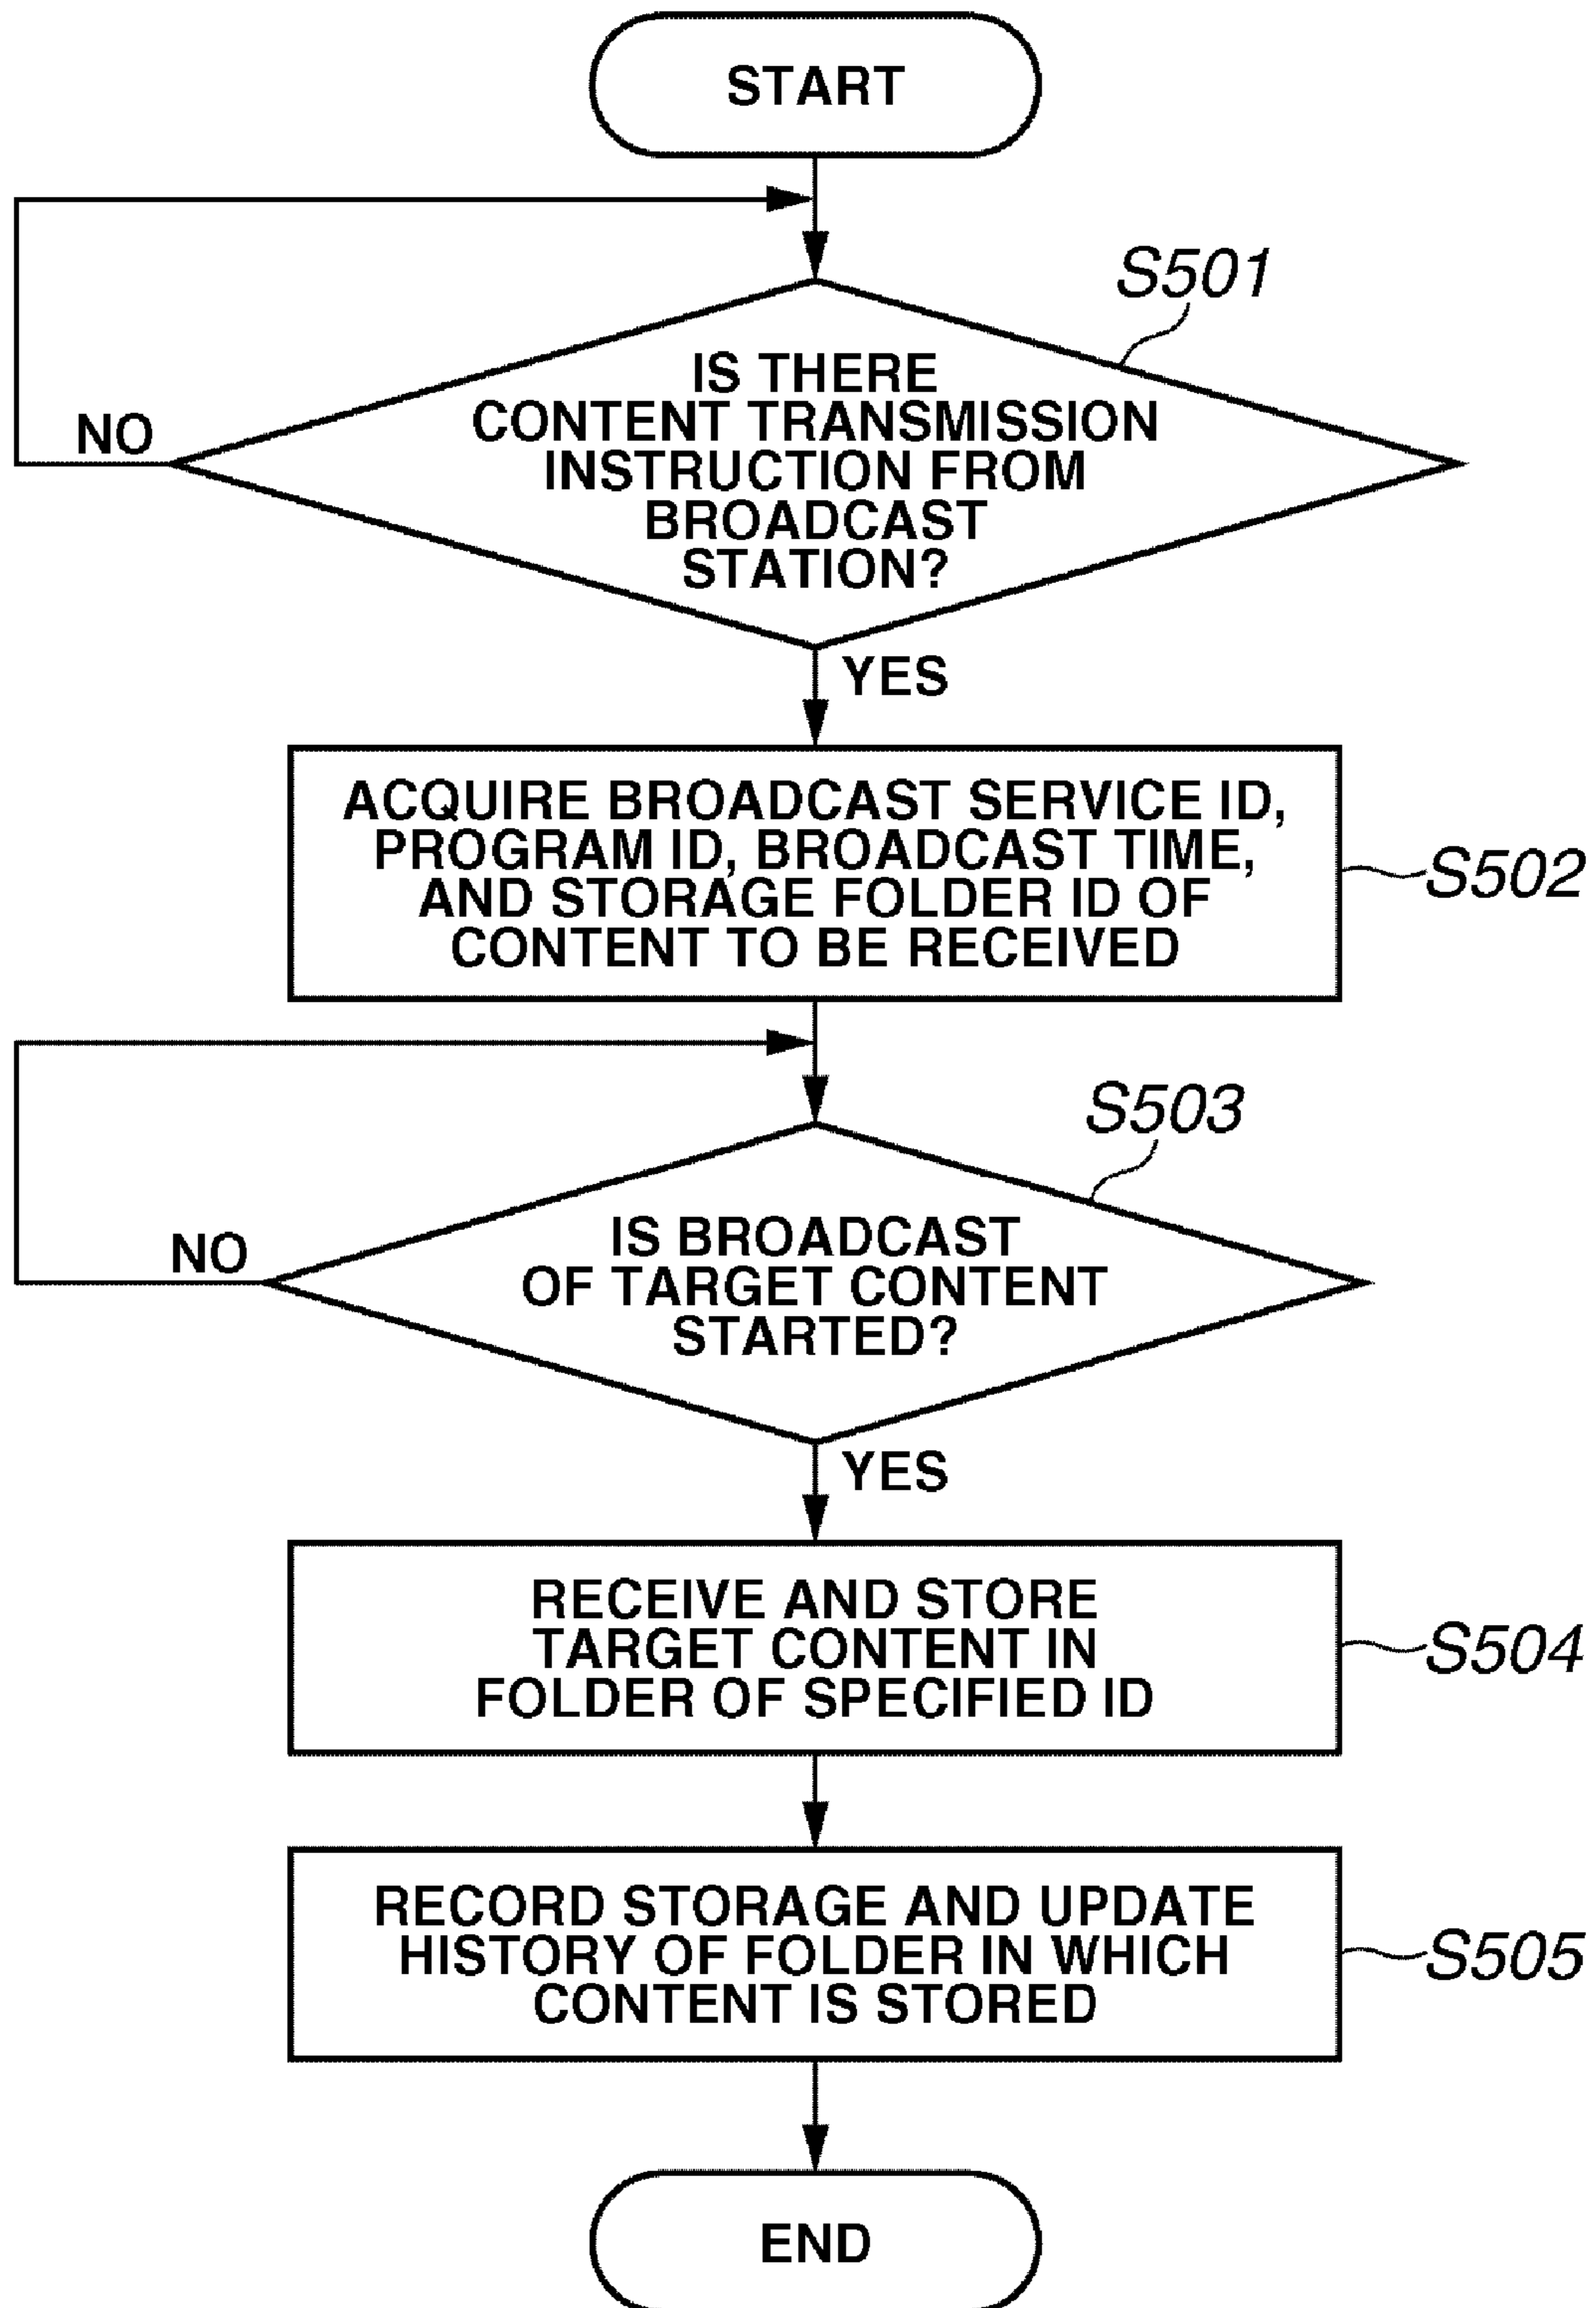 START
S501
IS THERE
CONTENT TRANSMISSION
INSTRUCTION FROM
BROADCAST
STATION?
NO
YES
ACQUIRE BROADCAST SERVICE ID,
PROGRAM ID, BROADCAST TIME,
AND STORAGE FOLDER ID OF
CONTENT TO BE RECEIVED
S502
S503
IS BROADCAST
OF TARGET CONTENT
STARTED?
NO
YES
RECEIVE AND STORE
TARGET CONTENT IN
FOLDER OF SPECIFIED ID
S504
RECORD STORAGE AND UPDATE
HISTORY OF FOLDER IN WHICH
CONTENT IS STORED
S505
END